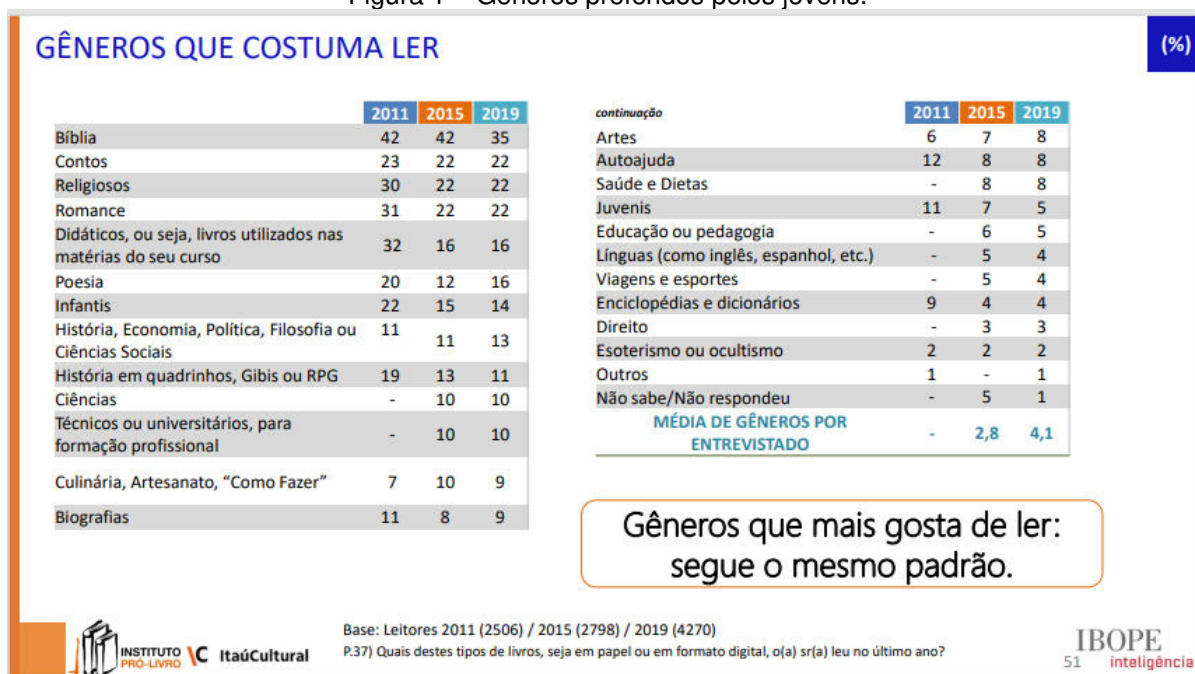 Figura 1 – Gêneros preferidos pelos jovens.
GÊNEROS QUE COSTUMA LER
(%)
2011 2015 2019
Bíblia 42 42 35
Contos 23 22 22
Religiosos 30 22 22
Romance 31 22 22
Didáticos, ou seja, livros utilizados nas
matérias do seu curso 32 16 16
Poesia 20 12 16
Infantis 22 15 14
História, Economia, Política, Filosofia ou
Ciências Sociais 11 11 13
História em quadrinhos, Gibis ou RPG 19 13 11
Ciências - 10 10
Técnicos ou universitários, para
formação profissional - 10 10
Culinária, Artesanato, “Como Fazer” 7 10 9
Biografias 11 8 9
continuação 2011 2015 2019
Artes 6 7 8
Autoajuda 12 8 8
Saúde e Dietas - 8 8
Juvenis 11 7 5
Educação ou pedagogia - 6 5
Línguas (como inglês, espanhol, etc.) - 5 4
Viagens e esportes - 5 4
Enciclopédias e dicionários 9 4 4
Direito - 3 3
Esoterismo ou ocultismo 2 2 2
Outros 1 - 1
Não sabe/Não respondeu - 5 1
MÉDIA DE GÊNEROS POR
ENTREVISTADO - 2,8 4,1
Gêneros que mais gosta de ler:
segue o mesmo padrão.
INSTITUTO
PRÓ-LIVRO
ItaúCultural
Base: Leitores 2011 (2506) / 2015 (2798) / 2019 (4270)
P.37) Quais destes tipos de livros, seja em papel ou em formato digital, o(a) sr(a) leu no último ano?
IBOPE
51 inteligência